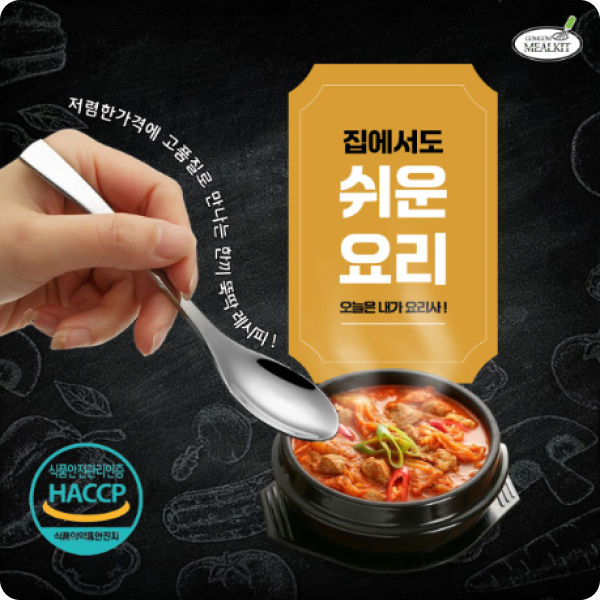 GOMGOM
MEALKIT
저렴한가격에 고품질로 만나는 한끼 뚝딱 레시피!
집에서도
쉬운
요리
오늘은 내가 요리사!
식품안전관리인증
HACCP
식품의약품안전처